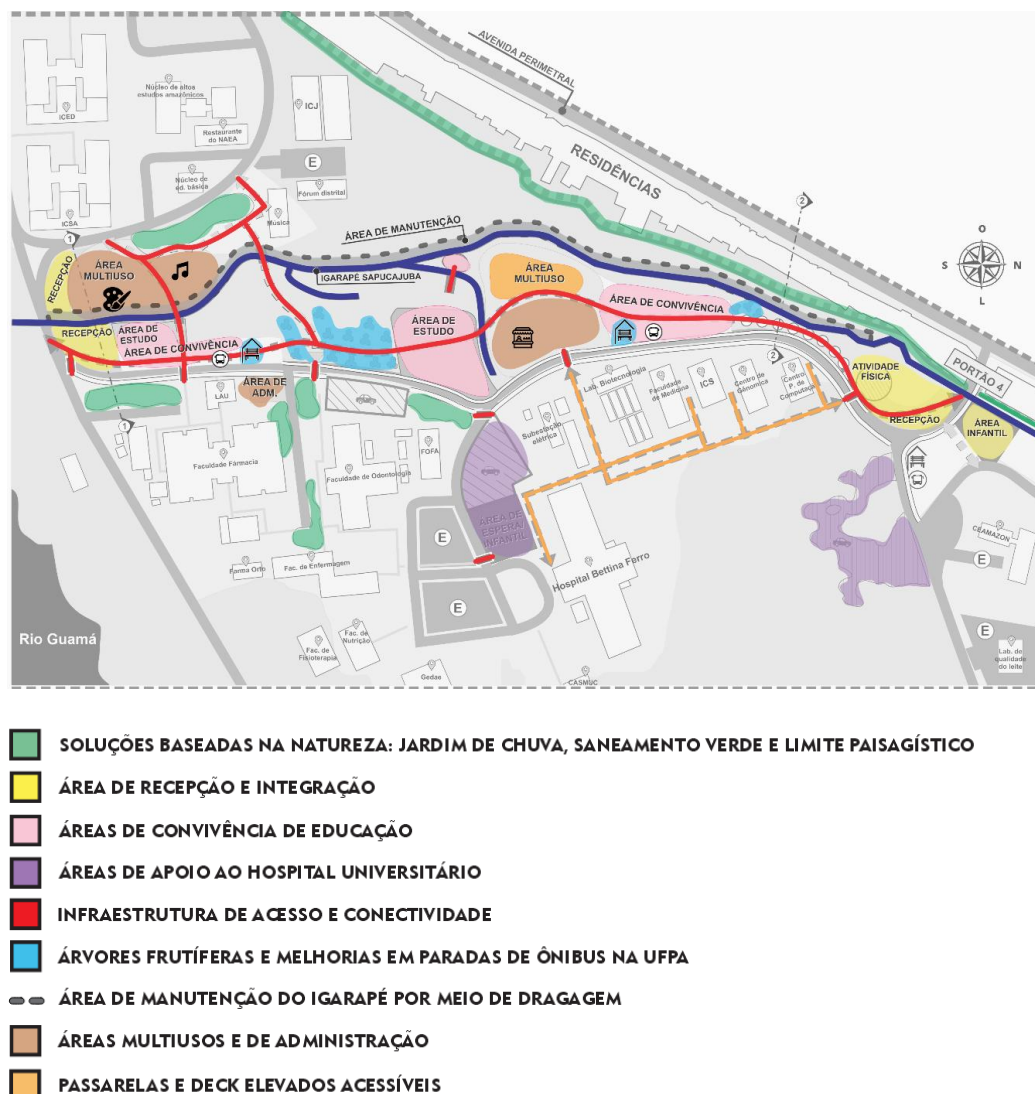 AVENIDA PERIMETRAL
Núcleo de altos
estudos amazônicos
ICED
ICJ
Restaurante
do NAEA
E
RESIDÊNCIAS
Núcleo de
ed. básica
Fórum distrital
2
ICSA
Música
ÁREA DE MANUTENÇÃO
O
S
N
L
1
RECEPÇÃO
ÁREA
MULTIUSO
IGARAPÉ SAPUCAJUBA
ÁREA
MULTIUSO
ÁREA DE CONVIVÊNCIA
RECEPÇÃO
ÁREA DE
ESTUDO
ÁREA DE
ESTUDO
ÁREA DE CONVIVÊNCIA
2
PORTÃO 4
ATIVIDADE
FÍSICA
RECEPÇÃO
ÁREA
INFANTIL
LAU
ÁREA DE
ADM.
Lab. Biotecnologia
Faculdade
de Medicina
ICS
Centro de
Genômica
Centro
P. de
Computaç
1
Subestação
elétrica
Faculdade Fármacia
Faculdade de Odontologia
FOFA
ÁREA DE
ESPERA/
INFANTIL
E
CEAMAZON
E
Farma Orto
Fac. de Enfermagem
Hospital Bettina Ferro
E
E
Rio Guamá
Fac. de
Nutrição
Fac. de
Fisioterapia
Gedae
CASMUC
Lab. de
qualidade
do leite
SOLUÇÕES BASEADAS NA NATUREZA: JARDIM DE CHUVA, SANEAMENTO VERDE E LIMITE PAISAGÍSTICO
ÁREA DE RECEPÇÃO E INTEGRAÇÃO
ÁREAS DE CONVIVÊNCIA DE EDUCAÇÃO
ÁREAS DE APOIO AO HOSPITAL UNIVERSITÁRIO
INFRAESTRUTURA DE ACESSO E CONECTIVIDADE
ÁRVORES FRUTÍFERAS E MELHORIAS EM PARADAS DE ÔNIBUS NA UFPA
ÁREA DE MANUTENÇÃO DO IGARAPÉ POR MEIO DE DRAGAGEM
ÁREAS MULTIUSOS E DE ADMINISTRAÇÃO
PASSARELAS E DECK ELEVADOS ACESSÍVEIS